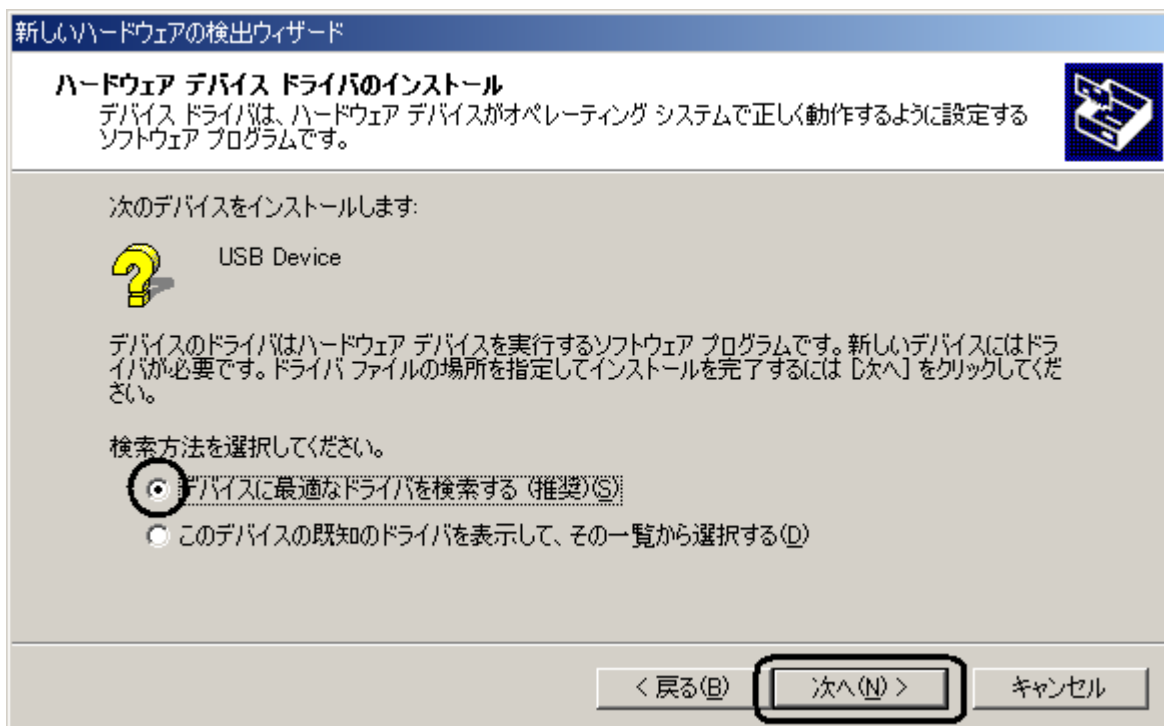 新しいハードウェアの検出ウィザード
ハードウェア デバイス ドライバのインストール
デバイス ドライバは、ハードウェア デバイスがオペレーティング システムで正しく動作するように設定する
ソフトウェア プログラムです。
次のデバイスをインストールします:
USB Device
デバイスのドライバはハードウェア デバイスを実行するソフトウェア プログラムです。新しいデバイスにはドラ
イバが必要です。ドライバ ファイルの場所を指定してインストールを完了するには [次へ] をクリックしてくだ
さい。
検索方法を選択してください。
デバイスに最適なドライバを検索する (推奨)(S)
このデバイスの既知のドライバを表示して、その一覧から選択する(D)
< 戻る(B) 次へ(N) > キャンセル